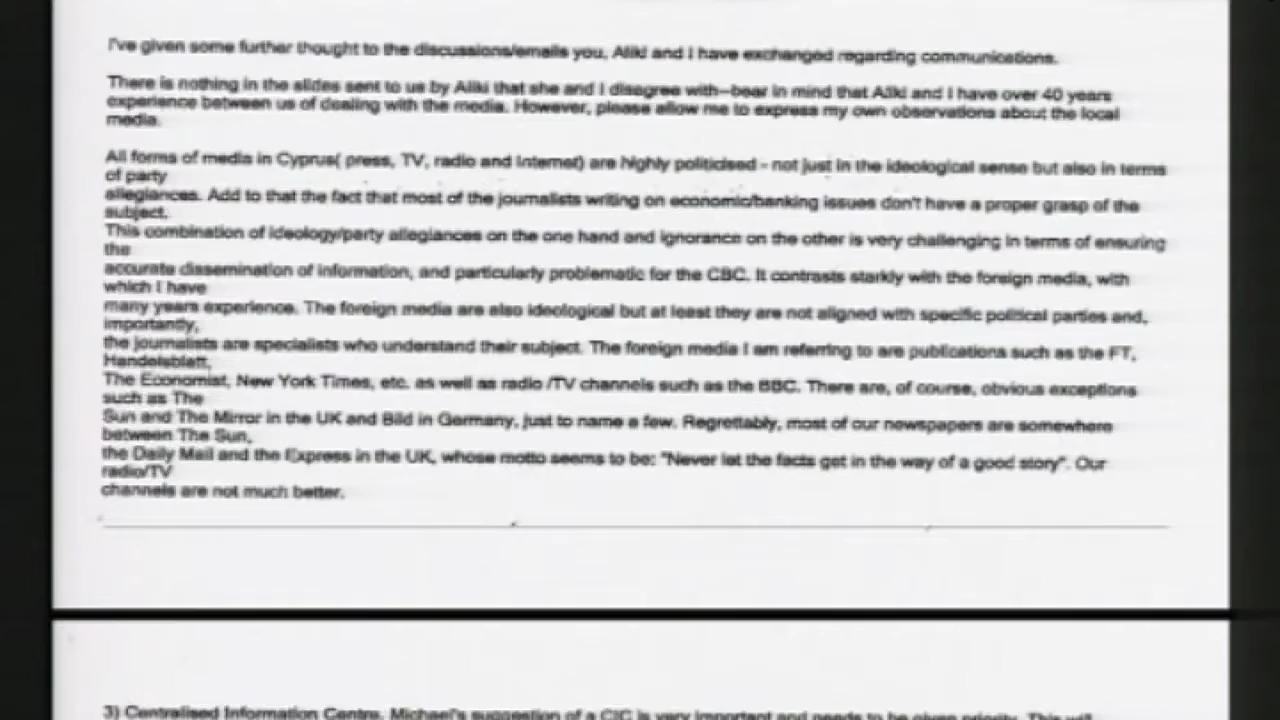 I've given some further thought to the discussions/emails you, Aliki and I have exchanged regarding communications.
There is nothing in the slides sent to us by Aliki that she and I disagree with--bear in mind that Aliki and I have over 40 years
experience between us of dealing with the media. However, please allow me to express my own observations about the local
media.
All forms of media in Cyprus( press, TV, radio and Internet) are highly politicised - not just in the ideological sense but also in terms
of party
allegiances. Add to that the fact that most of the journalists writing on economic/banking issues don't have a proper grasp of the
subject.
This combination of ideology/party allegiances on the one hand and ignorance on the other is very challenging in terms of ensuring
the
accurate dissemination of information, and particularly problematic for the CBC. It contrasts starkly with the foreign media, with
which I have
many years experience. The foreign media are also ideological but at least they are not aligned with specific political parties and,
importantly,
the journalists are specialists who understand their subject. The foreign media I am referring to are publications such as the FT,
Handelsblatt,
The Economist, New York Times, etc. as well as radio /TV channels such as the BBC. There are, of course, obvious exceptions
such as The
Sun and The Mirror in the UK and Bild in Germany, just to name a few. Regrettably, most of our newspapers are somewhere
between The Sun,
the Daily Mail and the Express in the UK, whose motto seems to be: "Never let the facts get in the way of a good story". Our
radio/TV
channels are not much better.
3) Centralised Information Centre. Michael's suggestion of a CIC is very important and needs to be given priority. This will